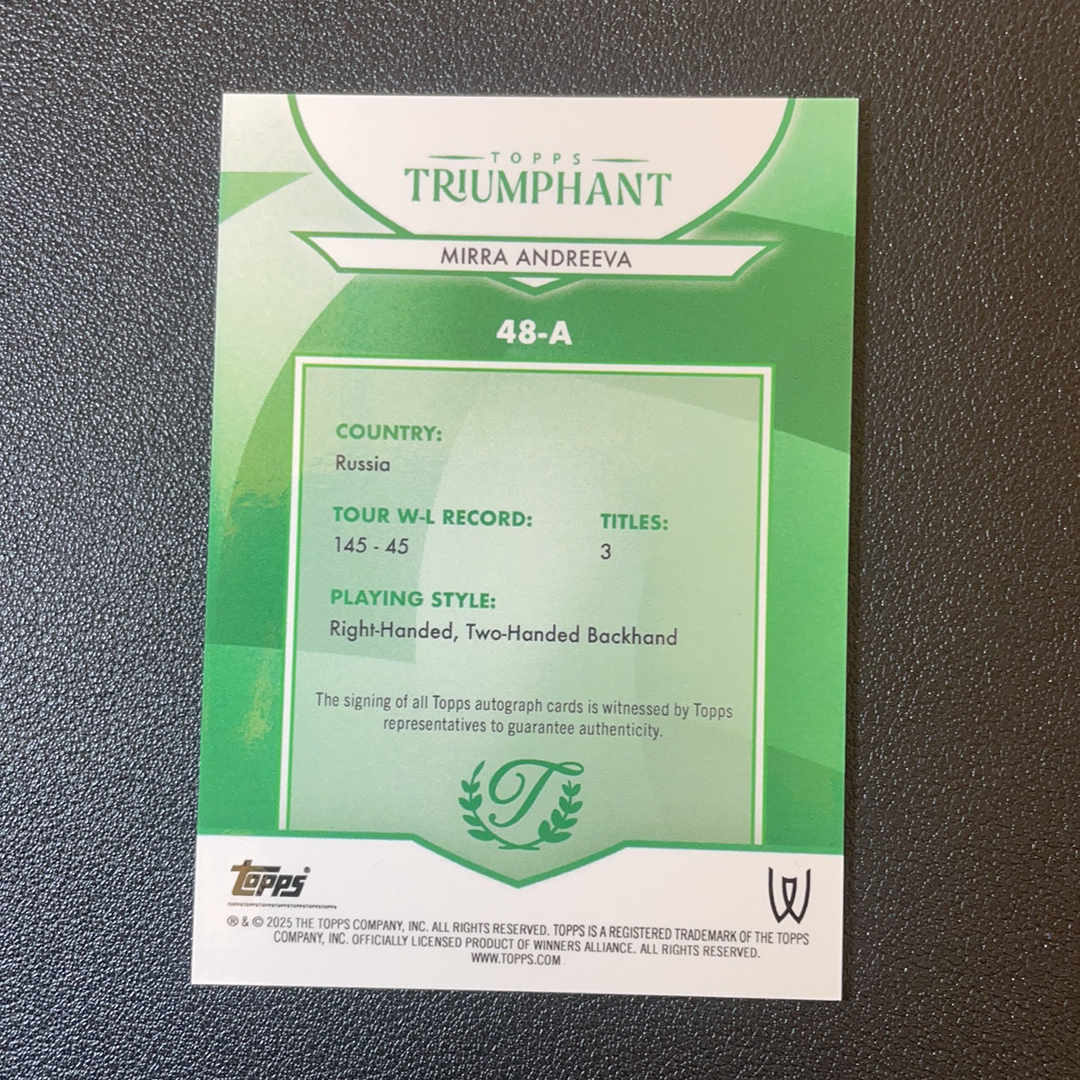 TOPPS
TRIUMPHANT
MIRRA ANDREEVA
48-A
COUNTRY:
Russia
TOUR W-L RECORD:
145 - 45
TITLES:
3
PLAYING STYLE:
Right-Handed, Two-Handed Backhand
The signing of all Topps autograph cards is witnessed by Topps
representatives to guarantee authenticity.
T
topps®
® & © 2025 THE TOPPS COMPANY, INC. ALL RIGHTS RESERVED. TOPPS IS A REGISTERED TRADEMARK OF THE TOPPS
COMPANY, INC. OFFICIALLY LICENSED PRODUCT OF WINNERS ALLIANCE. ALL RIGHTS RESERVED.
WWW.TOPPS.COM